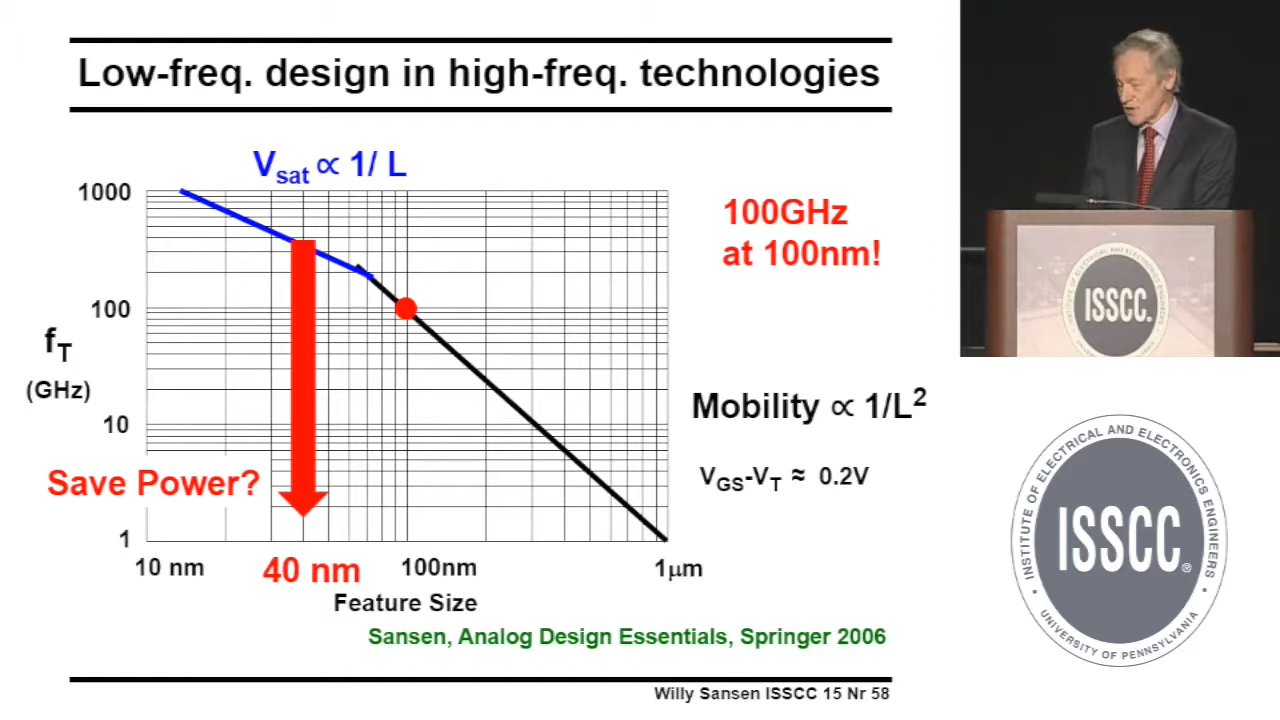 Low-freq. design in high-freq. technologies
Vsat ∝ 1/ L
1000
100
10
1
fT
(GHz)
Save Power?
10 nm
40 nm
100nm
1μm
Feature Size
100GHz
at 100nm!
Mobility ∝ 1/L²
VGS-VT ≈ 0.2V
Sansen, Analog Design Essentials, Springer 2006
Willy Sansen ISSCC 15 Nr 58
ISSCC.
INSTITUTE OF ELECTRICAL AND ELECTRONICS ENGINEERS
ISSCC®
UNIVERSITY OF PENNSYLVANIA